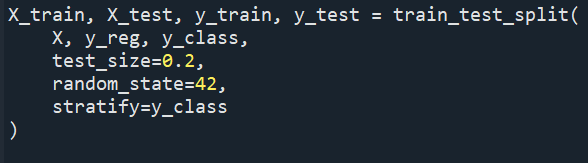 X_train, X_test, y_train, y_test = train_test_split(
    X, y_reg, y_class,
    test_size=0.2,
    random_state=42,
    stratify=y_class
)